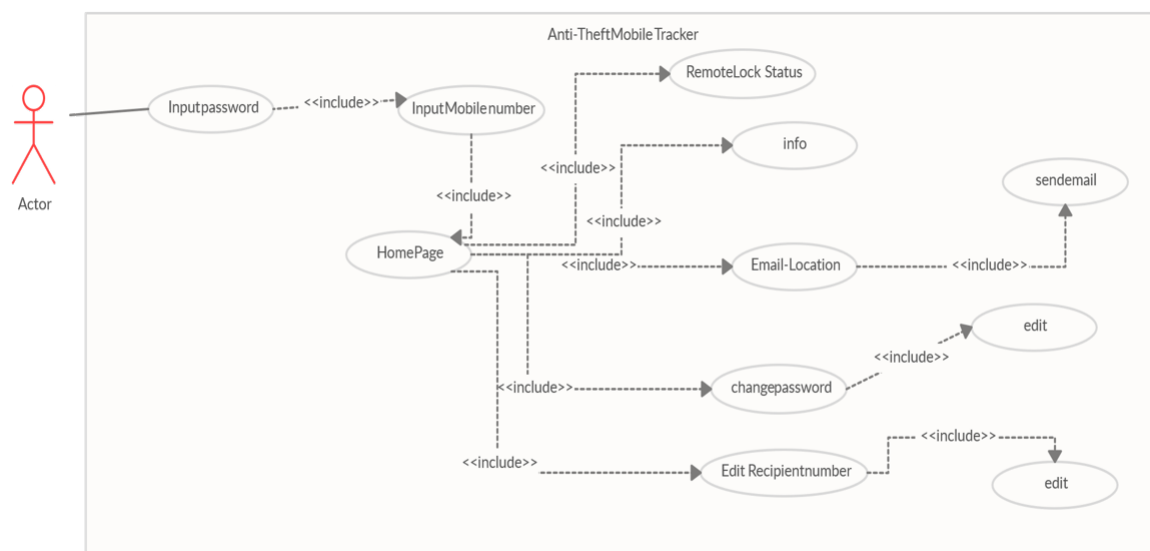 Anti-TheftMobileTracker
RemoteLock Status
Inputpassword
<<include>>
InputMobilenumber
info
<<include>>
sendemail
<<include>>
Actor
<<include>>
HomePage
<<include>>
Email-Location
<<include>>
edit
<<include>>
<<include>>
changepassword
<<include>>
<<include>>
Edit Recipientnumber
edit